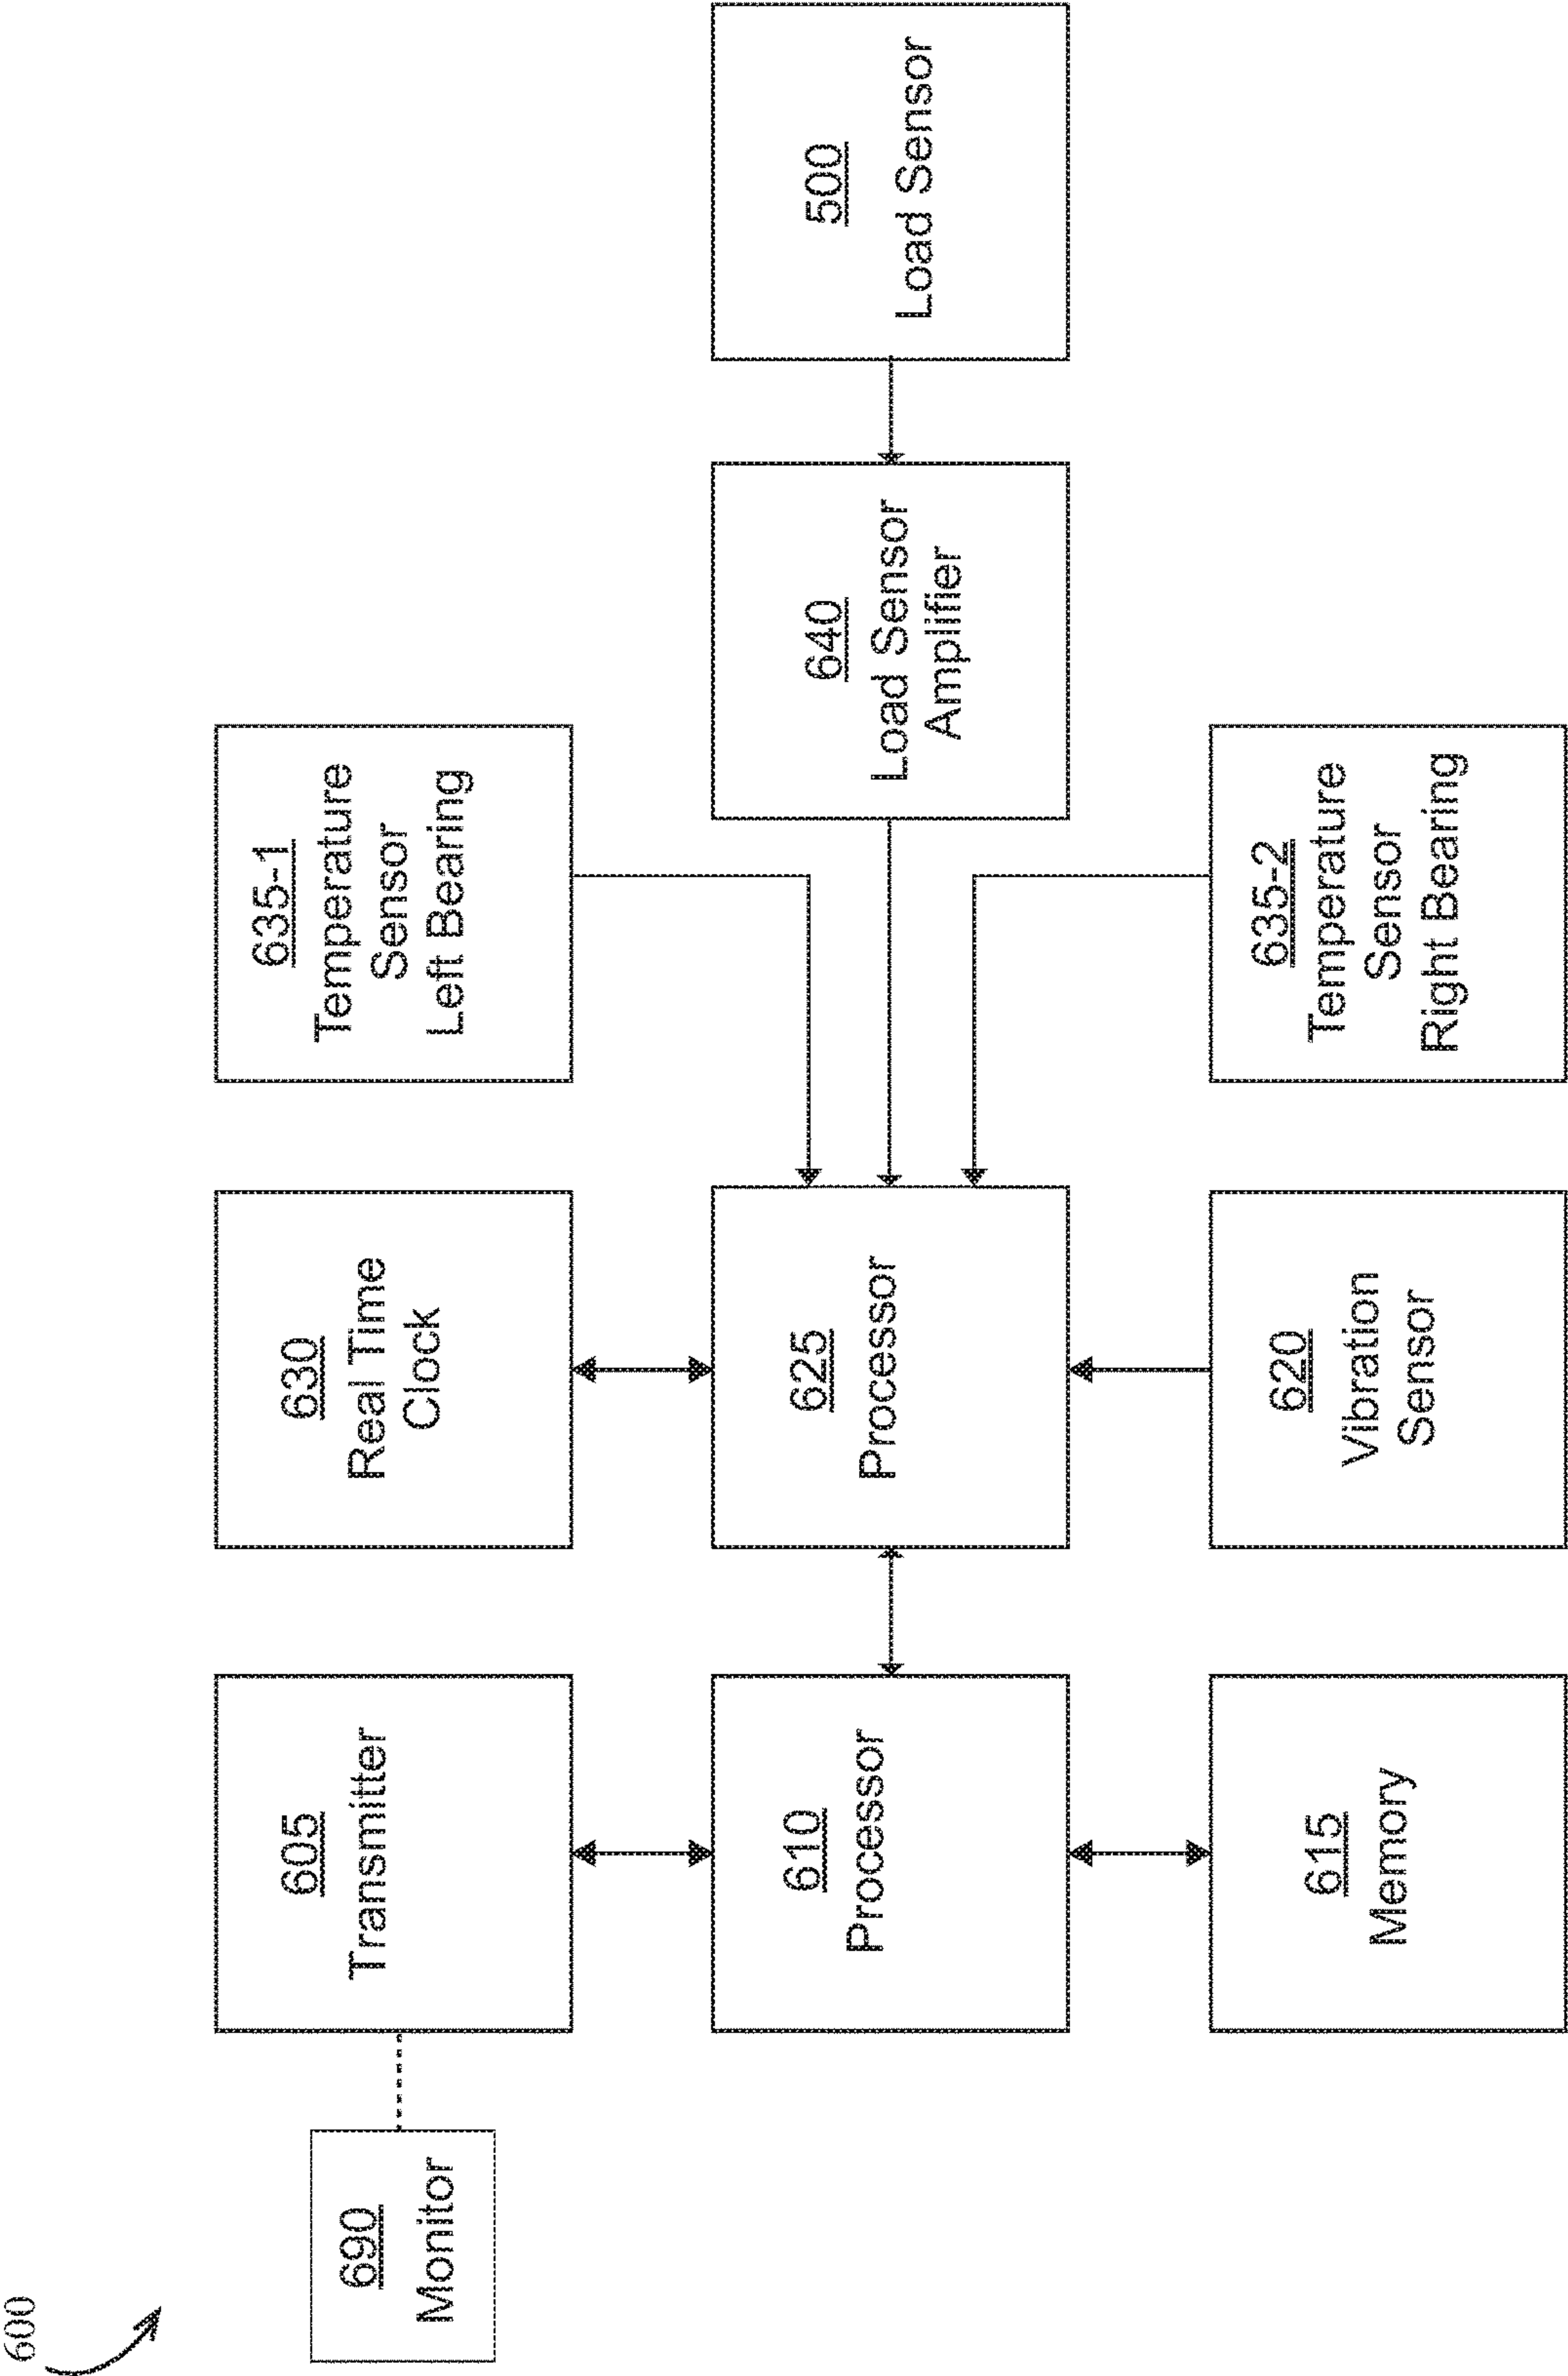 600
690
Monitor
605
Transmitter
630
Real Time
Clock
635-1
Temperature
Sensor
Left Bearing
610
Processor
625
Processor
640
Load Sensor
Amplifier
500
Load Sensor
615
Memory
620
Vibration
Sensor
635-2
Temperature
Sensor
Right Bearing